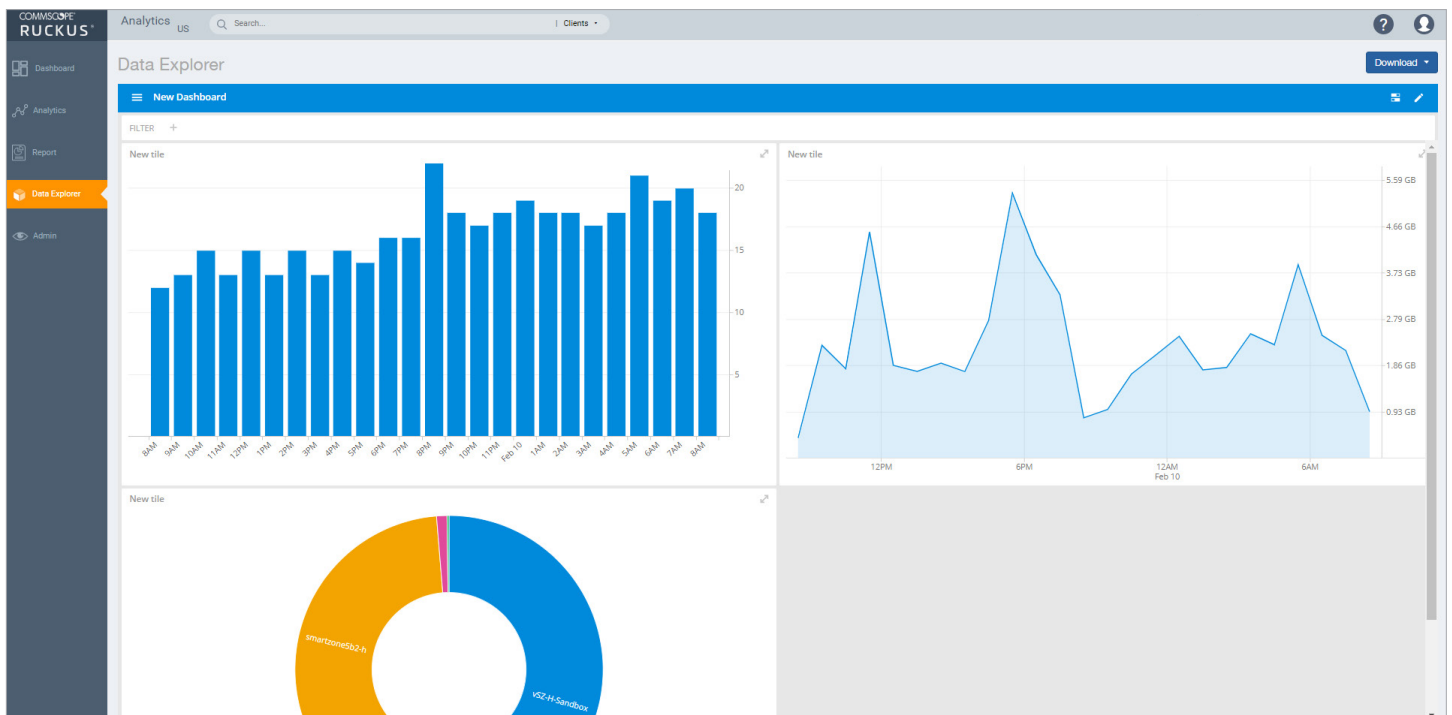 COMMSCOPE®
RUCKUS®
Analytics US
Search...
| Clients
?
Dashboard
Analytics
Report
Data Explorer
Admin
Data Explorer
Download
New Dashboard
FILTER +
New tile
20
15
10
5
8AM 9AM 10AM 11AM 12PM 1PM 2PM 3PM 4PM 5PM 6PM 7PM 8PM 9PM 10PM 11PM Feb 10 1AM 2AM 3AM 4AM 5AM 6AM 7AM 8AM
New tile
5.59 GB
4.66 GB
3.73 GB
2.79 GB
1.86 GB
0.93 GB
12PM 6PM 12AM 6AM
Feb 10
New tile
smartzone5b2-h
vSZ-H-Sandbox